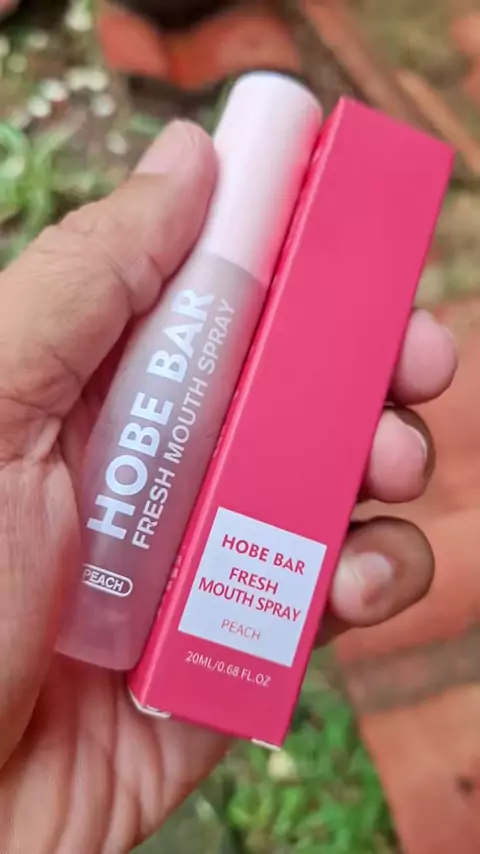 HOBE BAR
FRESH MOUTH SPRAY
PEACH
HOBE BAR
FRESH
MOUTH SPRAY
PEACH
20ML/0.68 FL.OZ